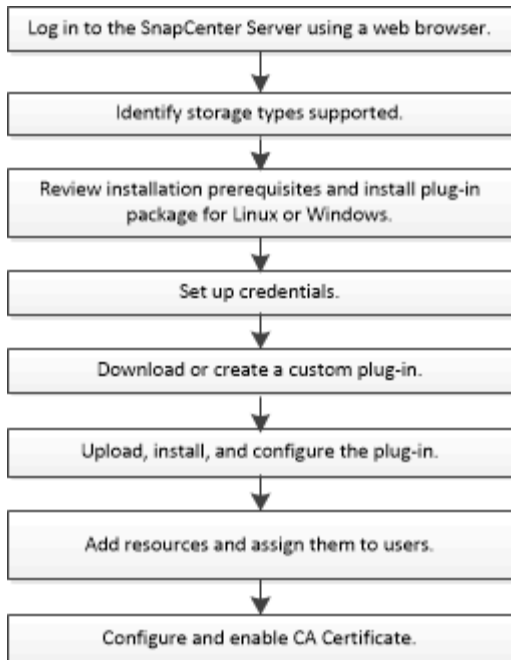 Log in to the SnapCenter Server using a web browser.
Identify storage types supported.
Review installation prerequisites and install plug-in
package for Linux or Windows.
Set up credentials.
Download or create a custom plug-in.
Upload, install, and configure the plug-in.
Add resources and assign them to users.
Configure and enable CA Certificate.